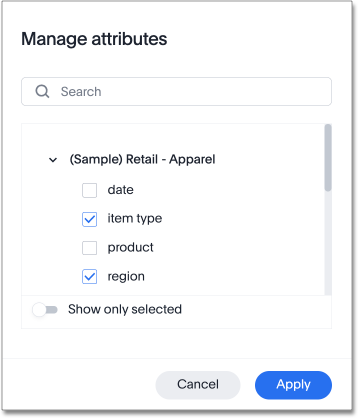 Manage attributes
Search
(Sample) Retail - Apparel
date
item type
product
region
Show only selected
Cancel Apply